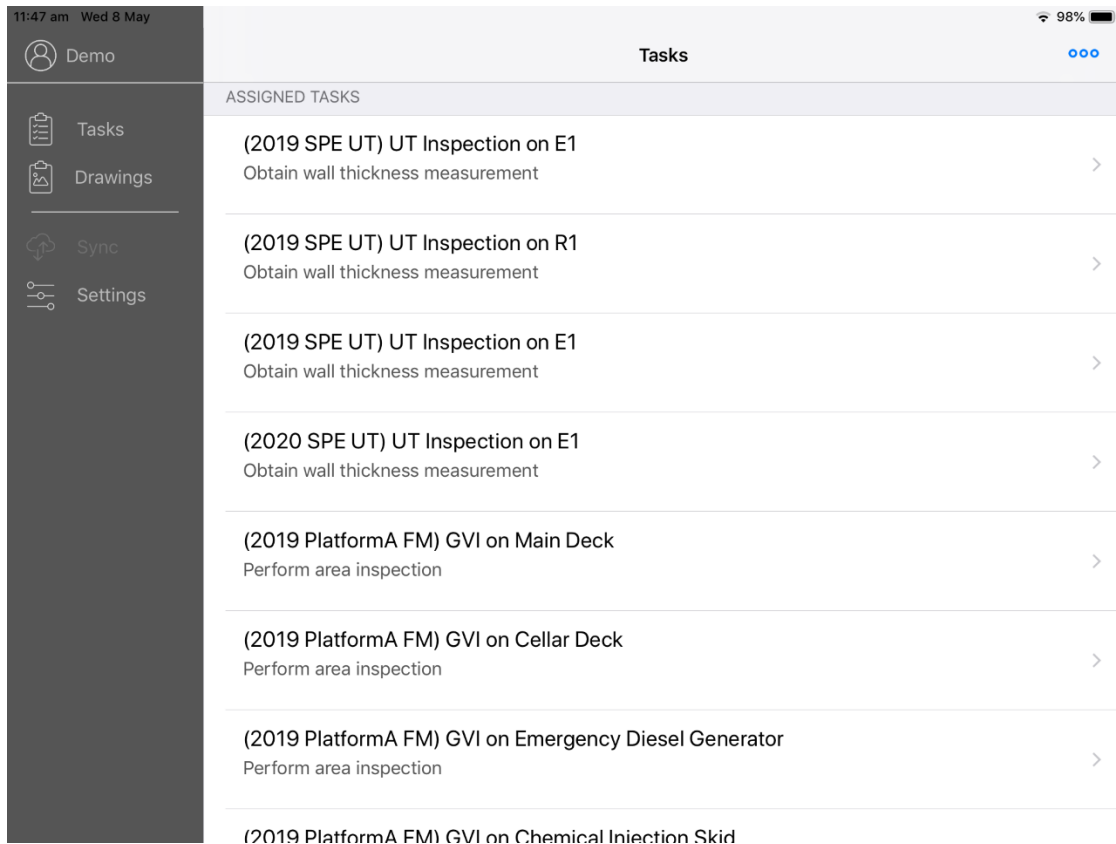 11:47 am Wed 8 May
98%
Demo
Tasks
Drawings
Sync
Settings
Tasks
ASSIGNED TASKS
(2019 SPE UT) UT Inspection on E1
Obtain wall thickness measurement
(2019 SPE UT) UT Inspection on R1
Obtain wall thickness measurement
(2019 SPE UT) UT Inspection on E1
Obtain wall thickness measurement
(2020 SPE UT) UT Inspection on E1
Obtain wall thickness measurement
(2019 PlatformA FM) GVI on Main Deck
Perform area inspection
(2019 PlatformA FM) GVI on Cellar Deck
Perform area inspection
(2019 PlatformA FM) GVI on Emergency Diesel Generator
Perform area inspection
(2019 PlatformA FM) GVI on Chemical Injection Skid